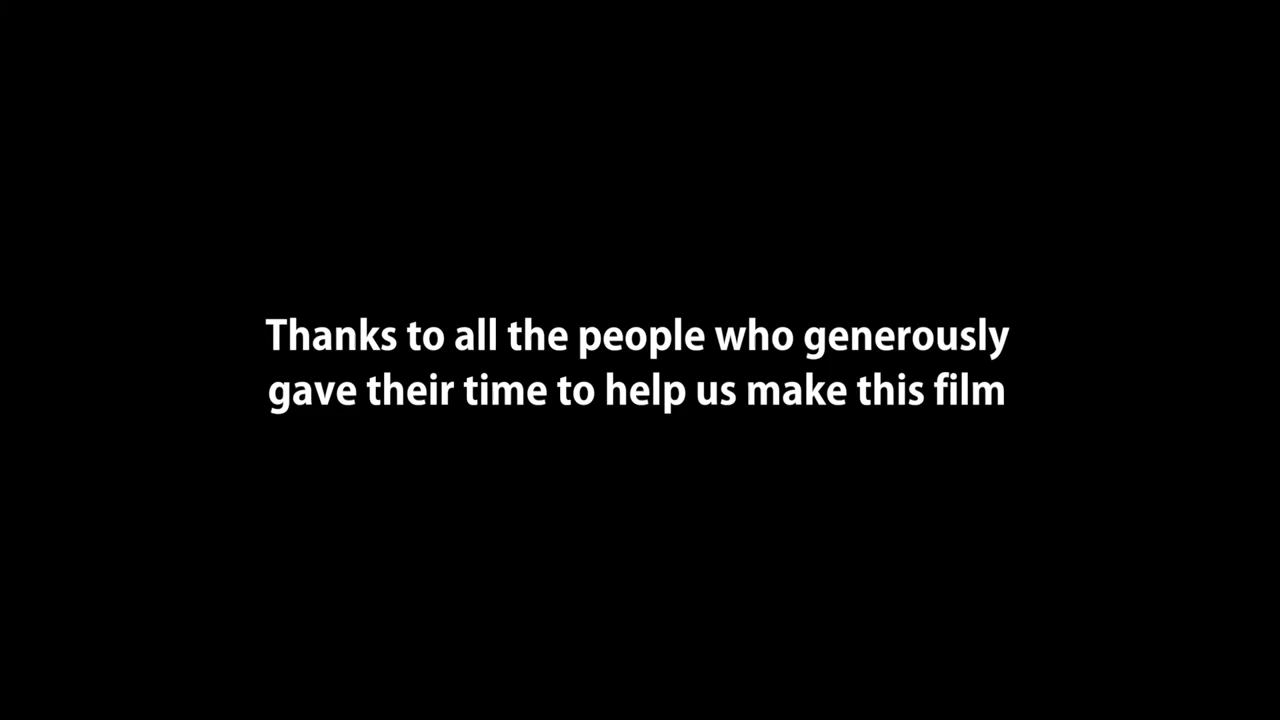 Thanks to all the people who generously
gave their time to help us make this film